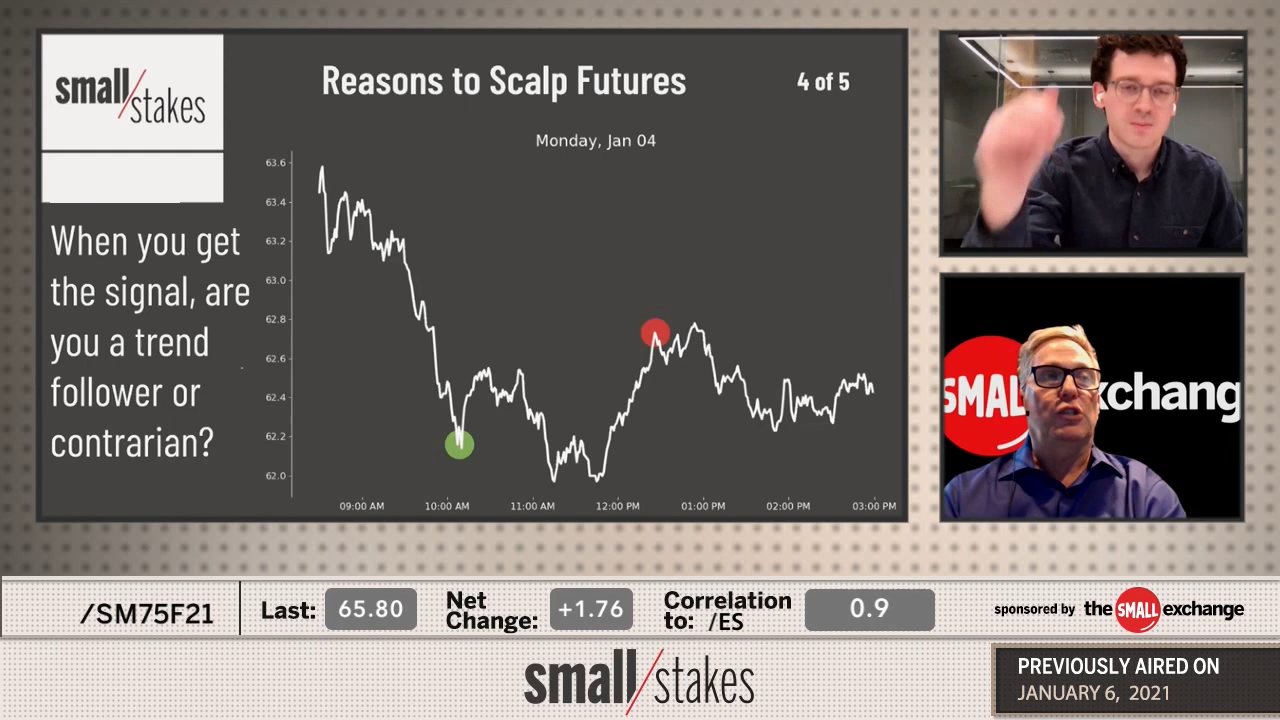 small/stakes
Reasons to Scalp Futures
4 of 5
Monday, Jan 04
When you get
the signal, are
you a trend
follower or
contrarian?
63.6
63.4
63.2
63.0
62.8
62.6
62.4
62.2
62.0
09:00 AM 10:00 AM 11:00 AM 12:00 PM 01:00 PM 02:00 PM 03:00 PM
SMAL xchang
/SM75F21
Last: 65.80
Net
Change: +1.76
Correlation
to: /ES 0.9
sponsored by the SMALL exchange
small/stakes
PREVIOUSLY AIRED ON
JANUARY 6, 2021